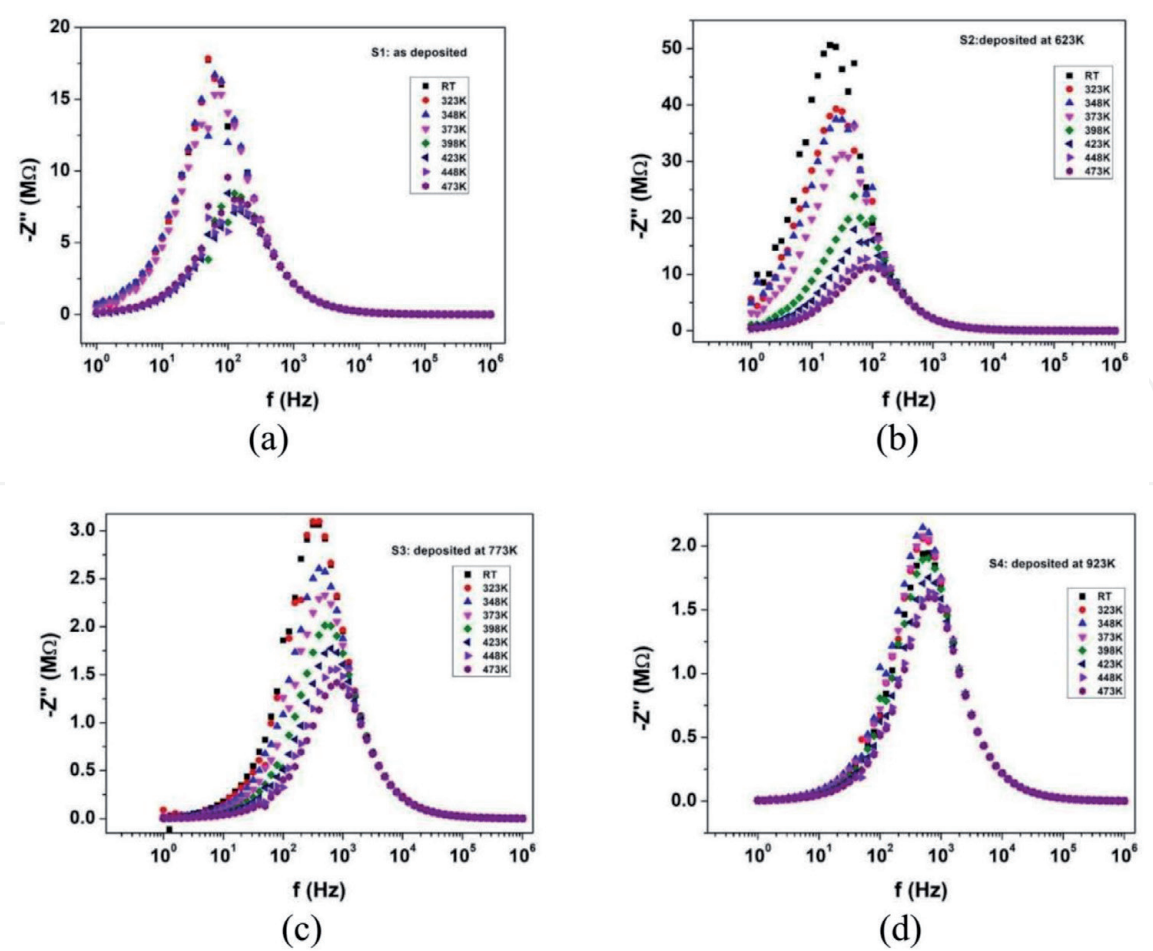 20
15
10
5
0
-Z'' (MΩ)
S1: as deposited
RT
323K
348K
373K
398K
423K
448K
473K
10⁰ 10¹ 10² 10³ 10⁴ 10⁵ 10⁶
f (Hz)
(a)
50
40
30
20
10
0
-Z'' (MΩ)
S2:deposited at 623K
RT
323K
348K
373K
398K
423K
448K
473K
10⁰ 10¹ 10² 10³ 10⁴ 10⁵ 10⁶
f (Hz)
(b)
3.0
2.5
2.0
1.5
1.0
0.5
0.0
-Z'' (MΩ)
S3: deposited at 773K
RT
323K
348K
373K
398K
423K
448K
473K
10⁰ 10¹ 10² 10³ 10⁴ 10⁵ 10⁶
f (Hz)
(c)
2.0
1.5
1.0
0.5
0.0
-Z'' (MΩ)
S4: deposited at 923K
RT
323K
348K
373K
398K
423K
448K
473K
10⁰ 10¹ 10² 10³ 10⁴ 10⁵ 10⁶
f (Hz)
(d)